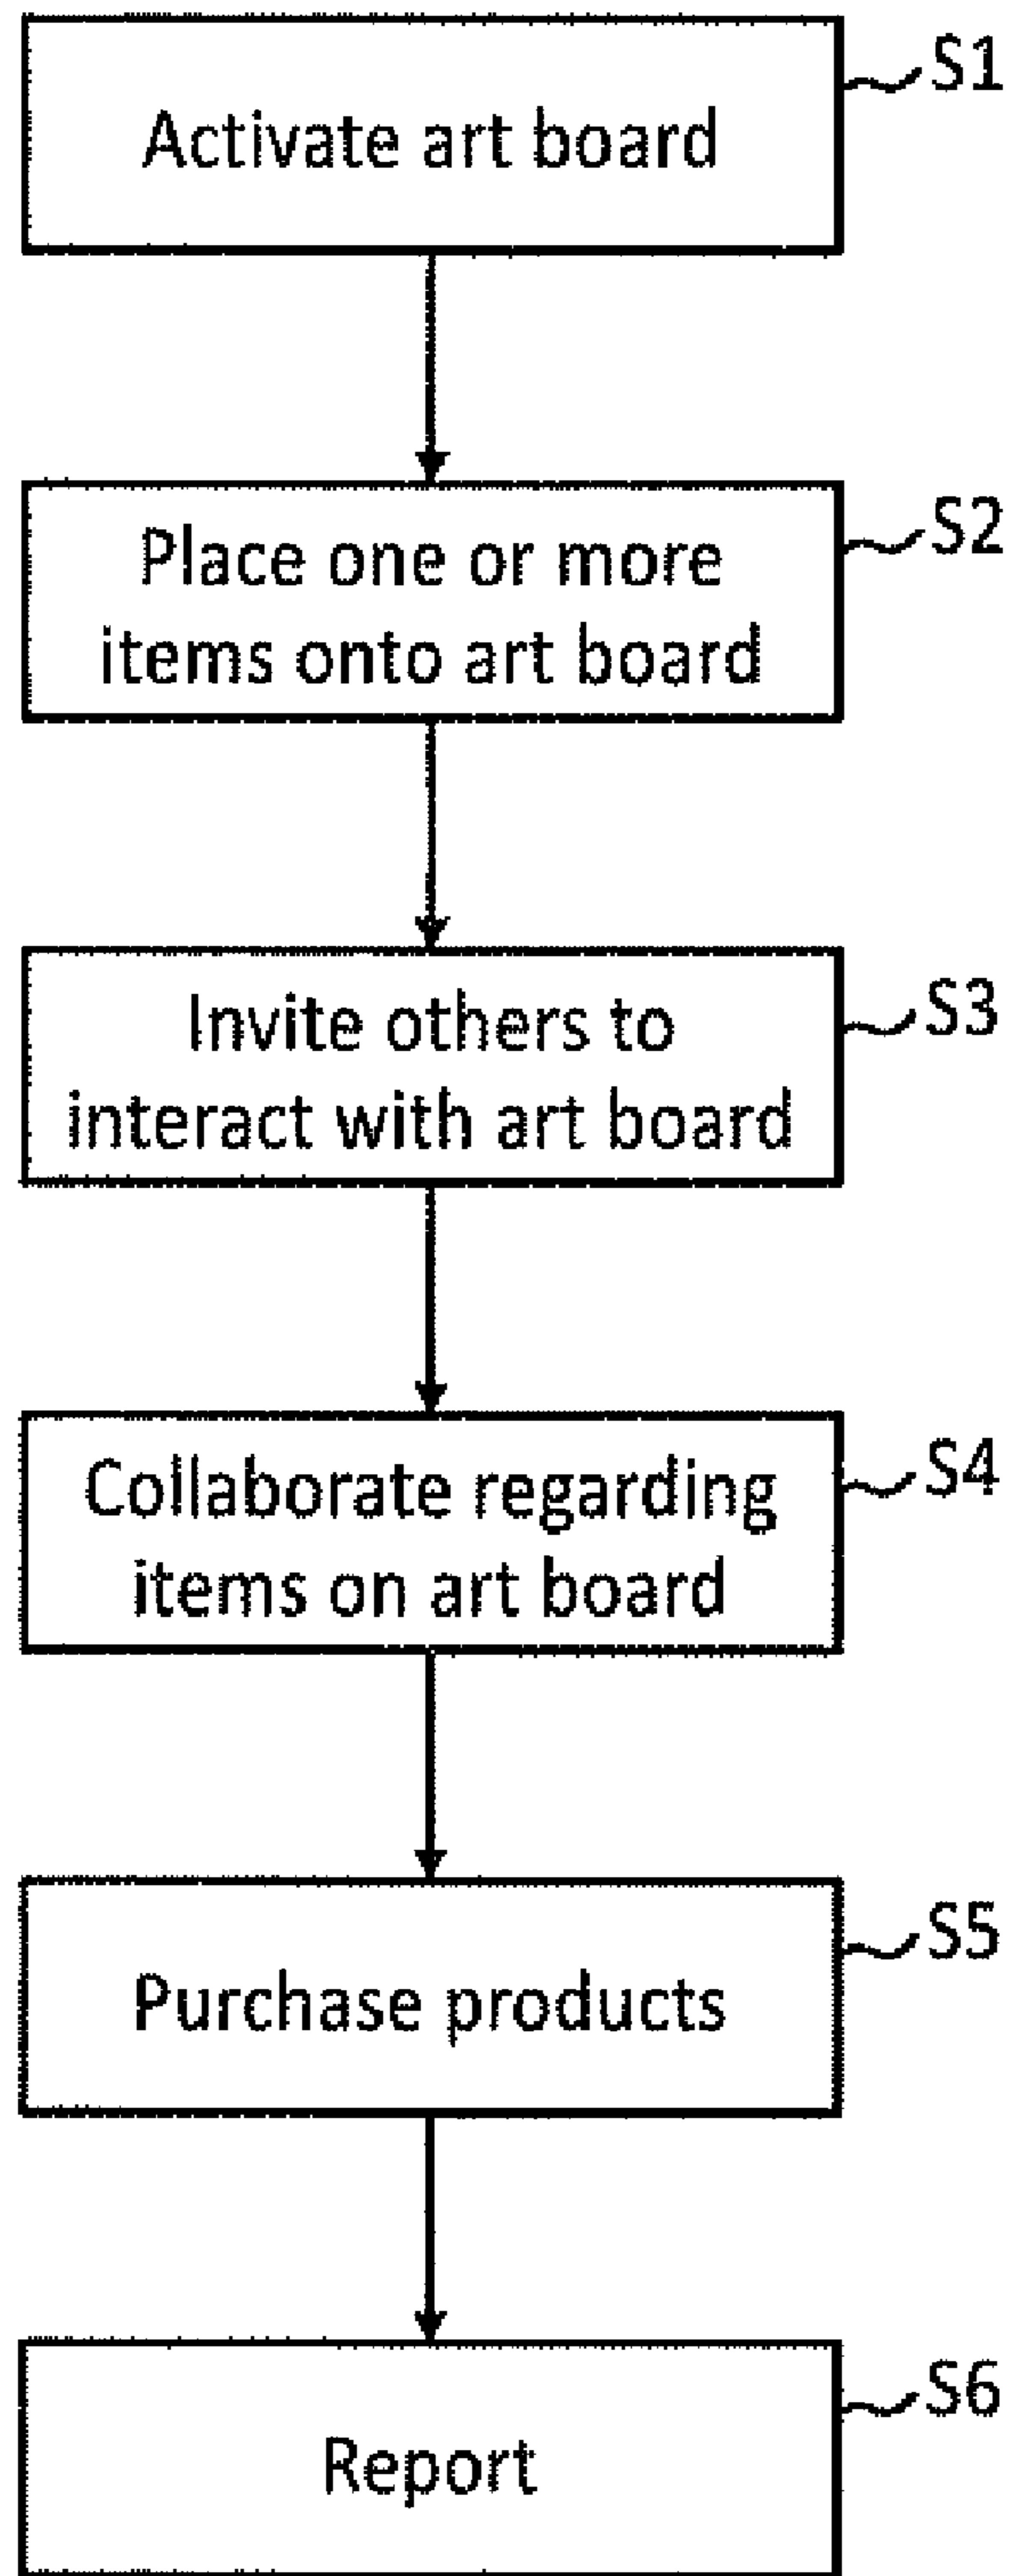 S1
Activate art board
S2
Place one or more
items onto art board
S3
Invite others to
interact with art board
S4
Collaborate regarding
items on art board
S5
Purchase products
S6
Report